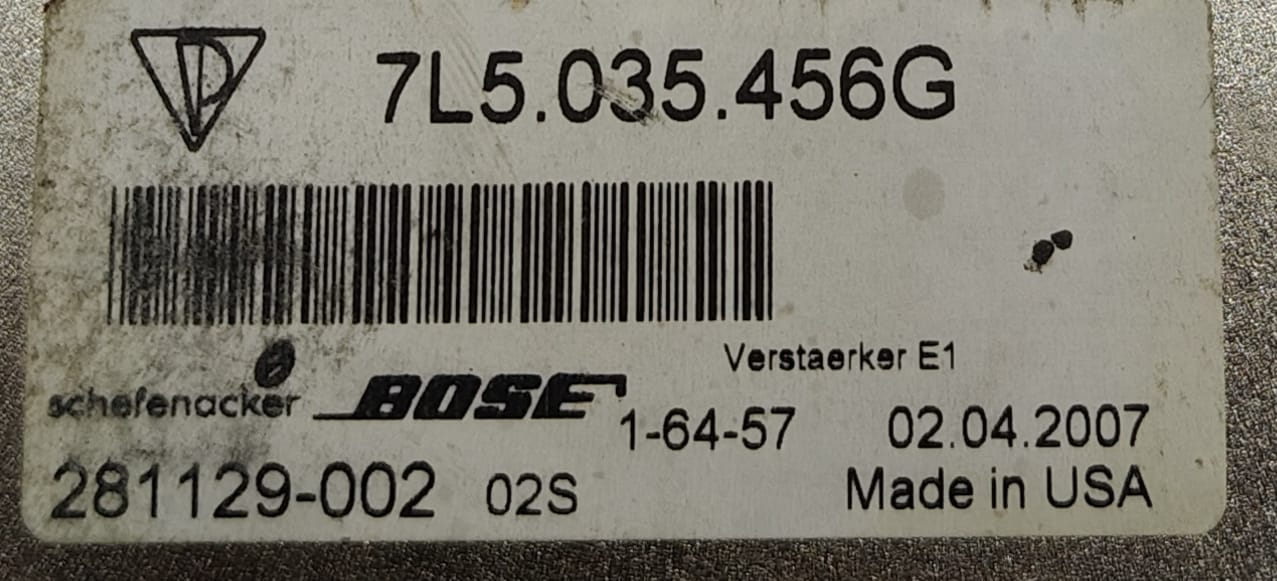 7L5.035.456G
Verstaerker E1
schefenacker BOSE 1-64-57 02.04.2007
281129-002 02S Made in USA